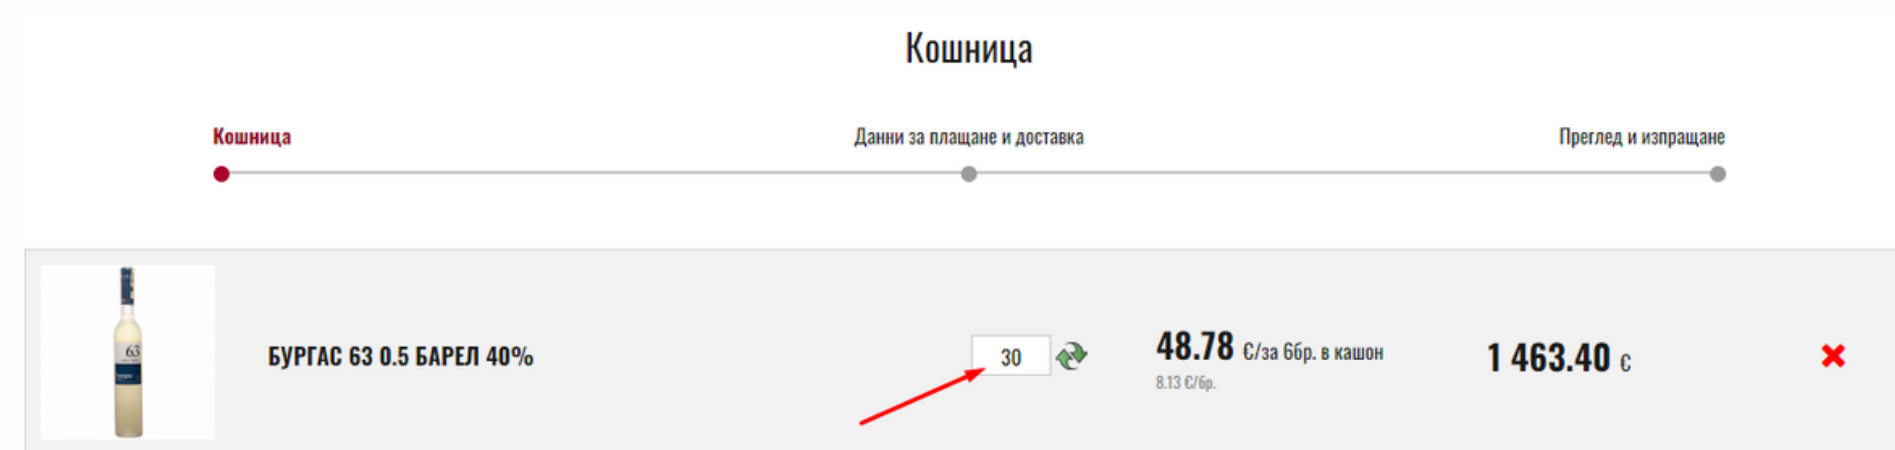 Кошница
Кошница
Данни за плащане и доставка
Преглед и изпращане
63
БУРГАС 63 0.5 БАРЕЛ 40%
30
48.78 €/за 6бр. в кашон
8.13 €/бр.
1 463.40 €